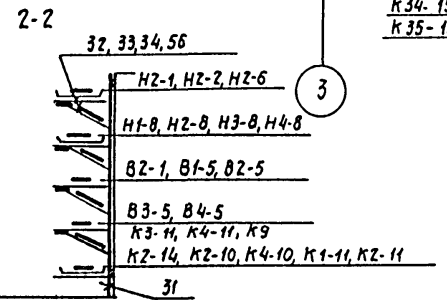 2-2
К34-15
К35-1
32, 33, 34, 56
Н2-1, Н2-2, Н2-6
3
Н1-8, Н2-8, Н3-8, Н4-8
В2-1, В1-5, В2-5
В3-5, В4-5
К3-11, К4-11, К9
К2-14, К2-10, К4-10, К1-11, К2-11
31